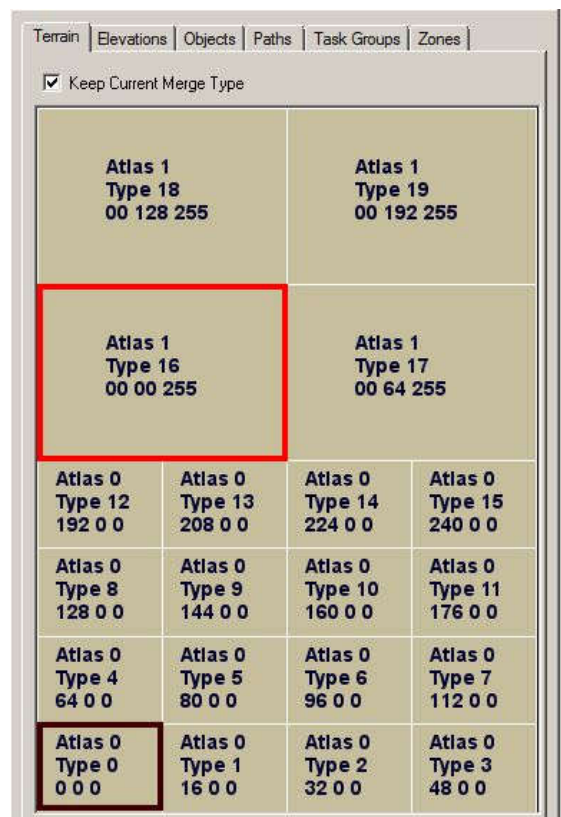 Terrain Elevations Objects Paths Task Groups Zones
Keep Current Merge Type
Atlas 1
Type 18
00 128 255
Atlas 1
Type 19
00 192 255
Atlas 1
Type 16
00 00 255
Atlas 1
Type 17
00 64 255
Atlas 0
Type 12
192 0 0
Atlas 0
Type 13
208 0 0
Atlas 0
Type 14
224 0 0
Atlas 0
Type 15
240 0 0
Atlas 0
Type 8
128 0 0
Atlas 0
Type 9
144 0 0
Atlas 0
Type 10
160 0 0
Atlas 0
Type 11
176 0 0
Atlas 0
Type 4
64 0 0
Atlas 0
Type 5
80 0 0
Atlas 0
Type 6
96 0 0
Atlas 0
Type 7
112 0 0
Atlas 0
Type 0
0 0 0
Atlas 0
Type 1
16 0 0
Atlas 0
Type 2
32 0 0
Atlas 0
Type 3
48 0 0